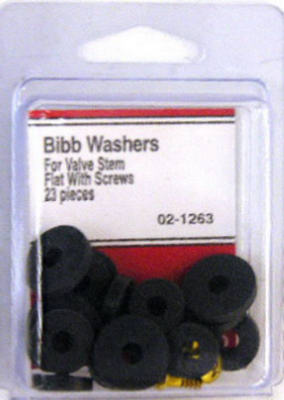 Bibb Washers
For Valve Stem
Flat With Screws
23 pieces
02-1263